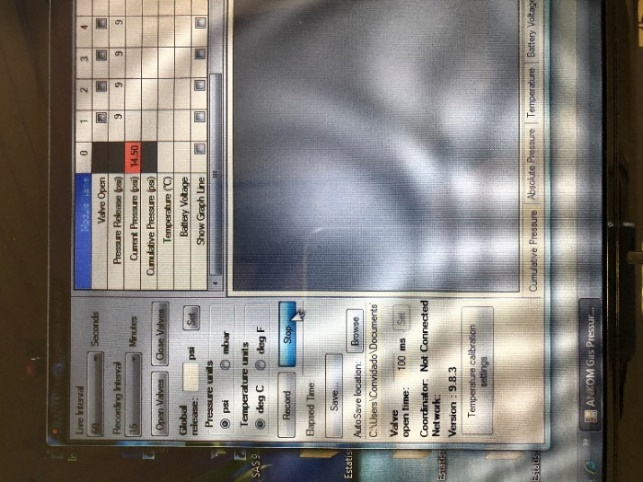 Live Interval
60 Seconds
Recording Interval
15 Minutes
Open Valves Close Valves
Global
release: psi Set
Pressure units
psi mbar
Temperature units
deg C deg F
Record Stop
Elapsed Time
Save...
AutoSave location:
C:\Users\Convidado\Documents
Browse
Valve
open time: 100 ms Set
Coordinator: Not Connected
Network:
Version : 9.8.3
Temperature calibration
settings
0 1 2 3 4
Valve Open
Pressure Release (psi) 9 9 9 9
Current Pressure (psi) 14.50
Cumulative Pressure (psi)
Temperature (°C)
Battery Voltage
Show Graph Line
Cumulative Pressure Absolute Pressure Temperature Battery Voltage
ANKOM Gas Pressur...
SAS 9.
Estatís
Estatís